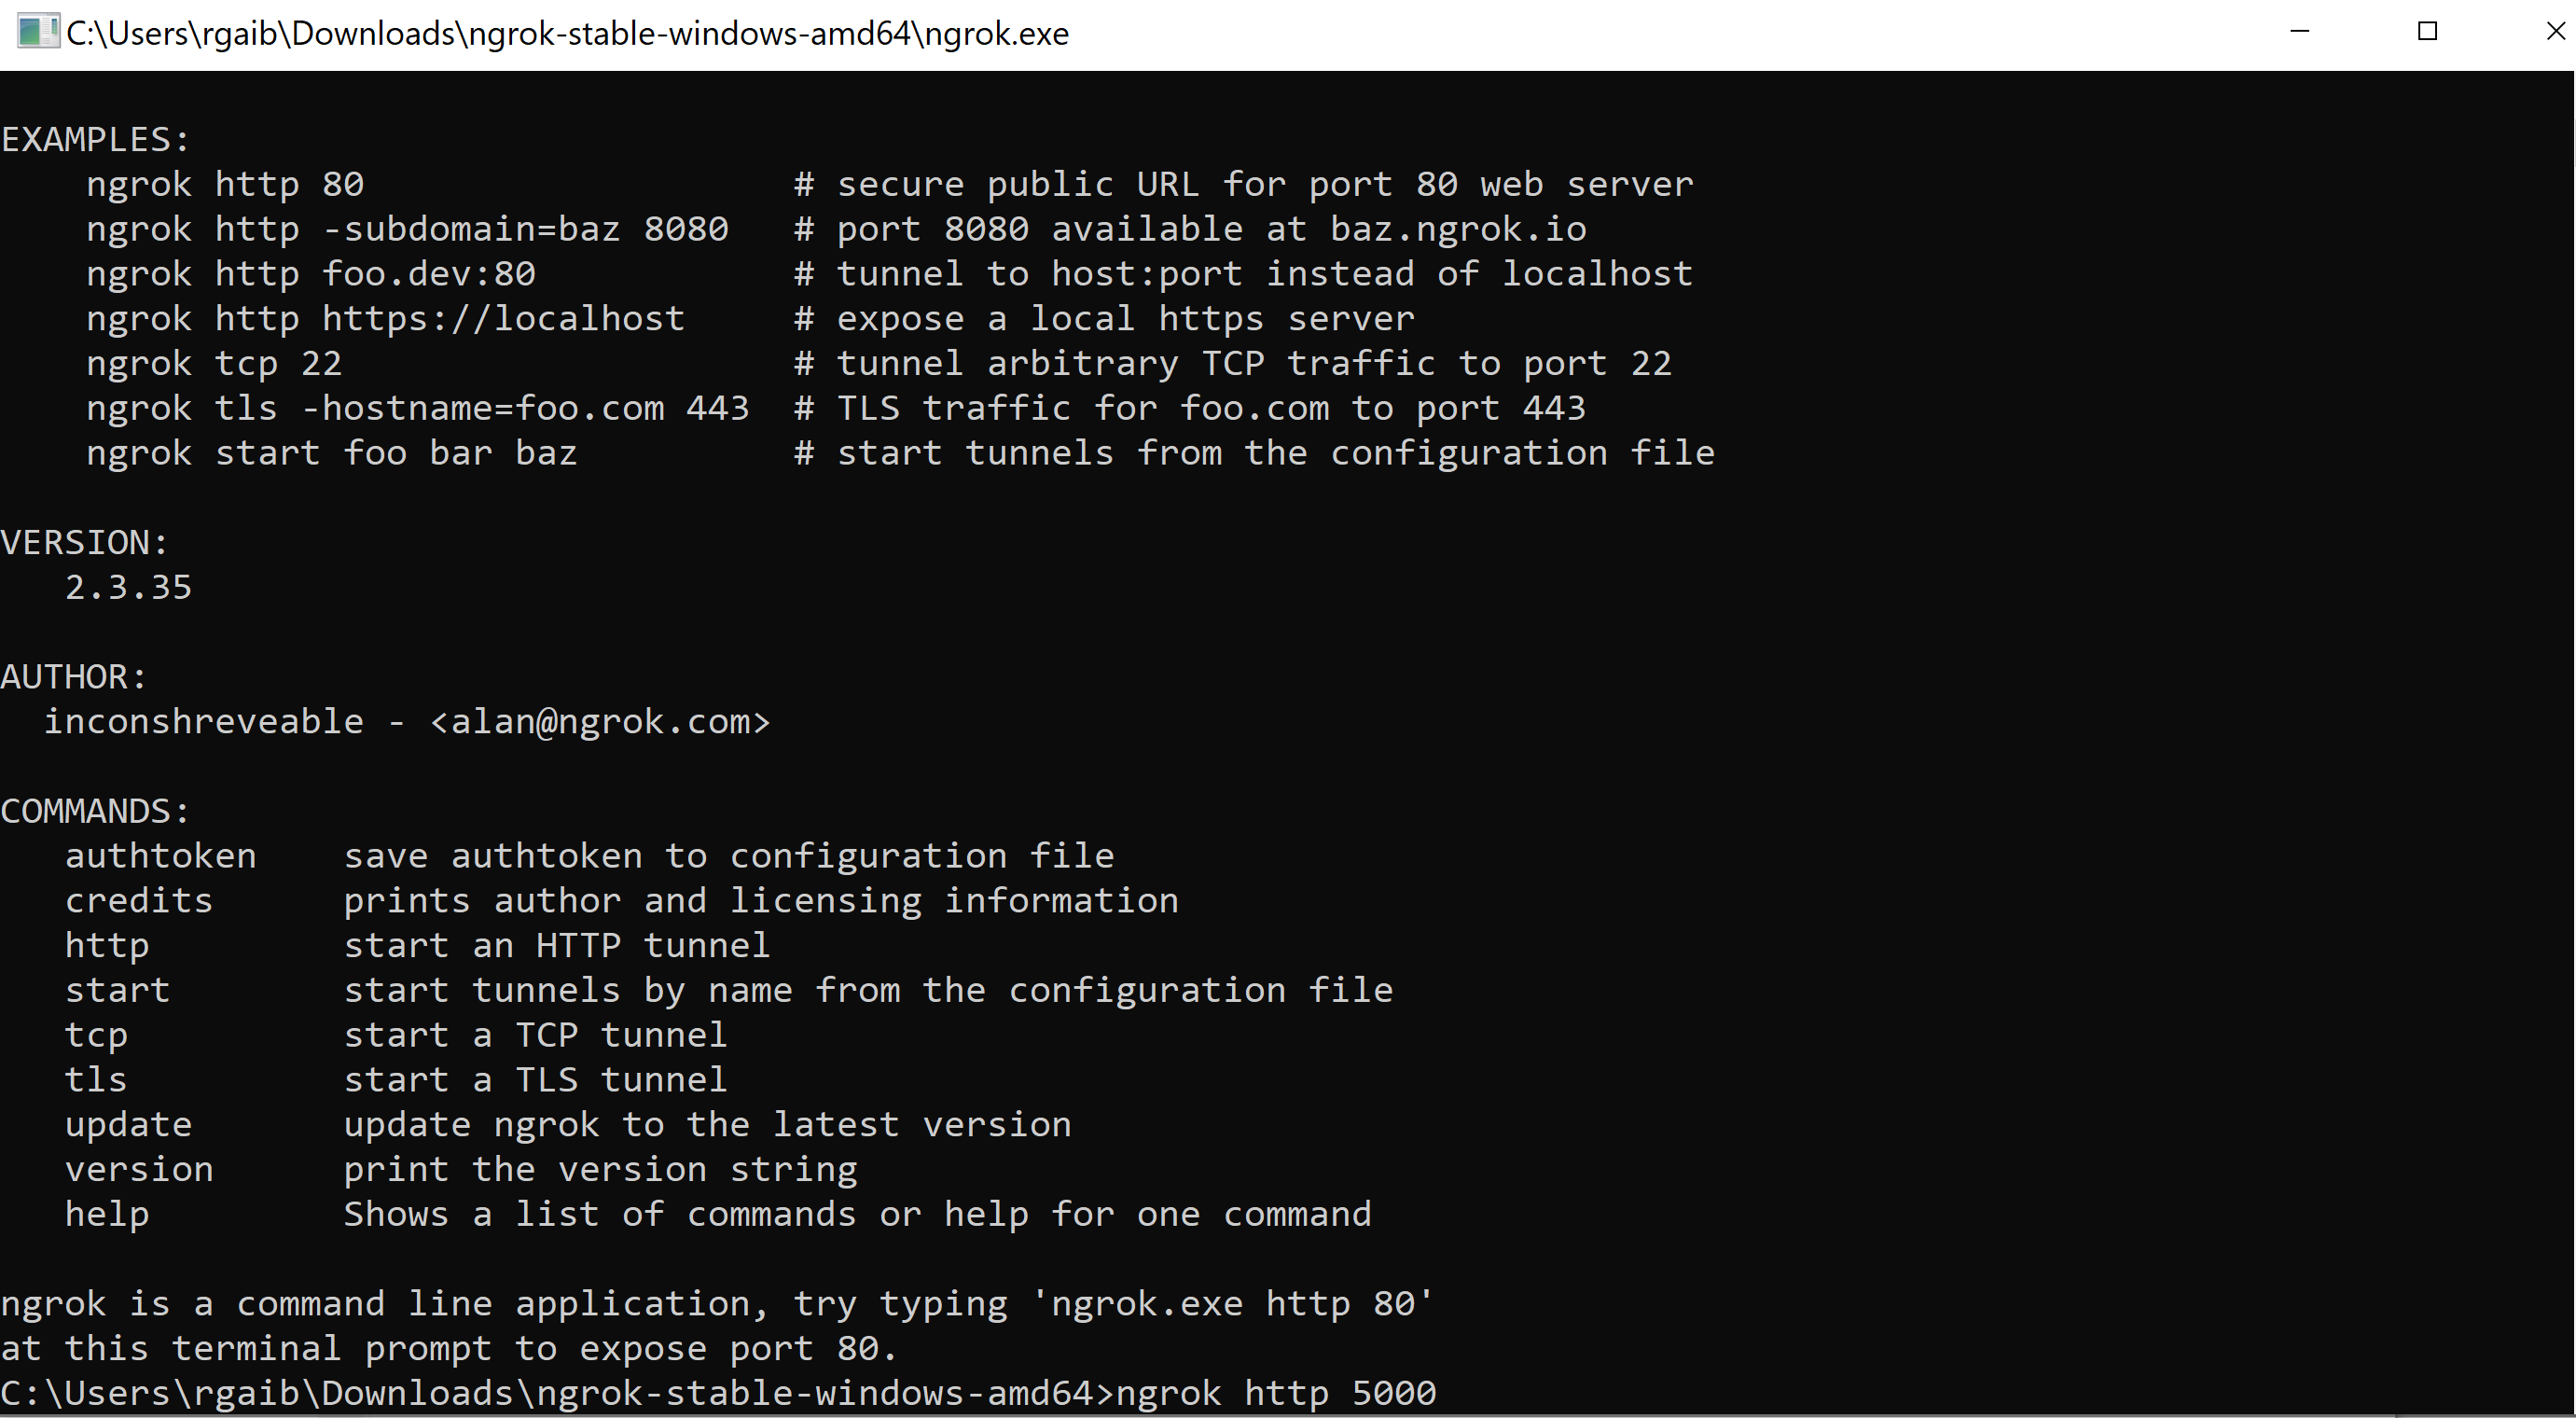 C:\Users\rgaib\Downloads\ngrok-stable-windows-amd64\ngrok.exe
EXAMPLES:
    ngrok http 80                    # secure public URL for port 80 web server
    ngrok http -subdomain=baz 8080   # port 8080 available at baz.ngrok.io
    ngrok http foo.dev:80            # tunnel to host:port instead of localhost
    ngrok http https://localhost     # expose a local https server
    ngrok tcp 22                     # tunnel arbitrary TCP traffic to port 22
    ngrok tls -hostname=foo.com 443  # TLS traffic for foo.com to port 443
    ngrok start foo bar baz          # start tunnels from the configuration file
VERSION:
   2.3.35
AUTHOR:
  inconshreveable - <alan@ngrok.com>
COMMANDS:
   authtoken    save authtoken to configuration file
   credits      prints author and licensing information
   http         start an HTTP tunnel
   start        start tunnels by name from the configuration file
   tcp          start a TCP tunnel
   tls          start a TLS tunnel
   update       update ngrok to the latest version
   version      print the version string
   help         Shows a list of commands or help for one command
ngrok is a command line application, try typing 'ngrok.exe http 80'
at this terminal prompt to expose port 80.
C:\Users\rgaib\Downloads\ngrok-stable-windows-amd64>ngrok http 5000